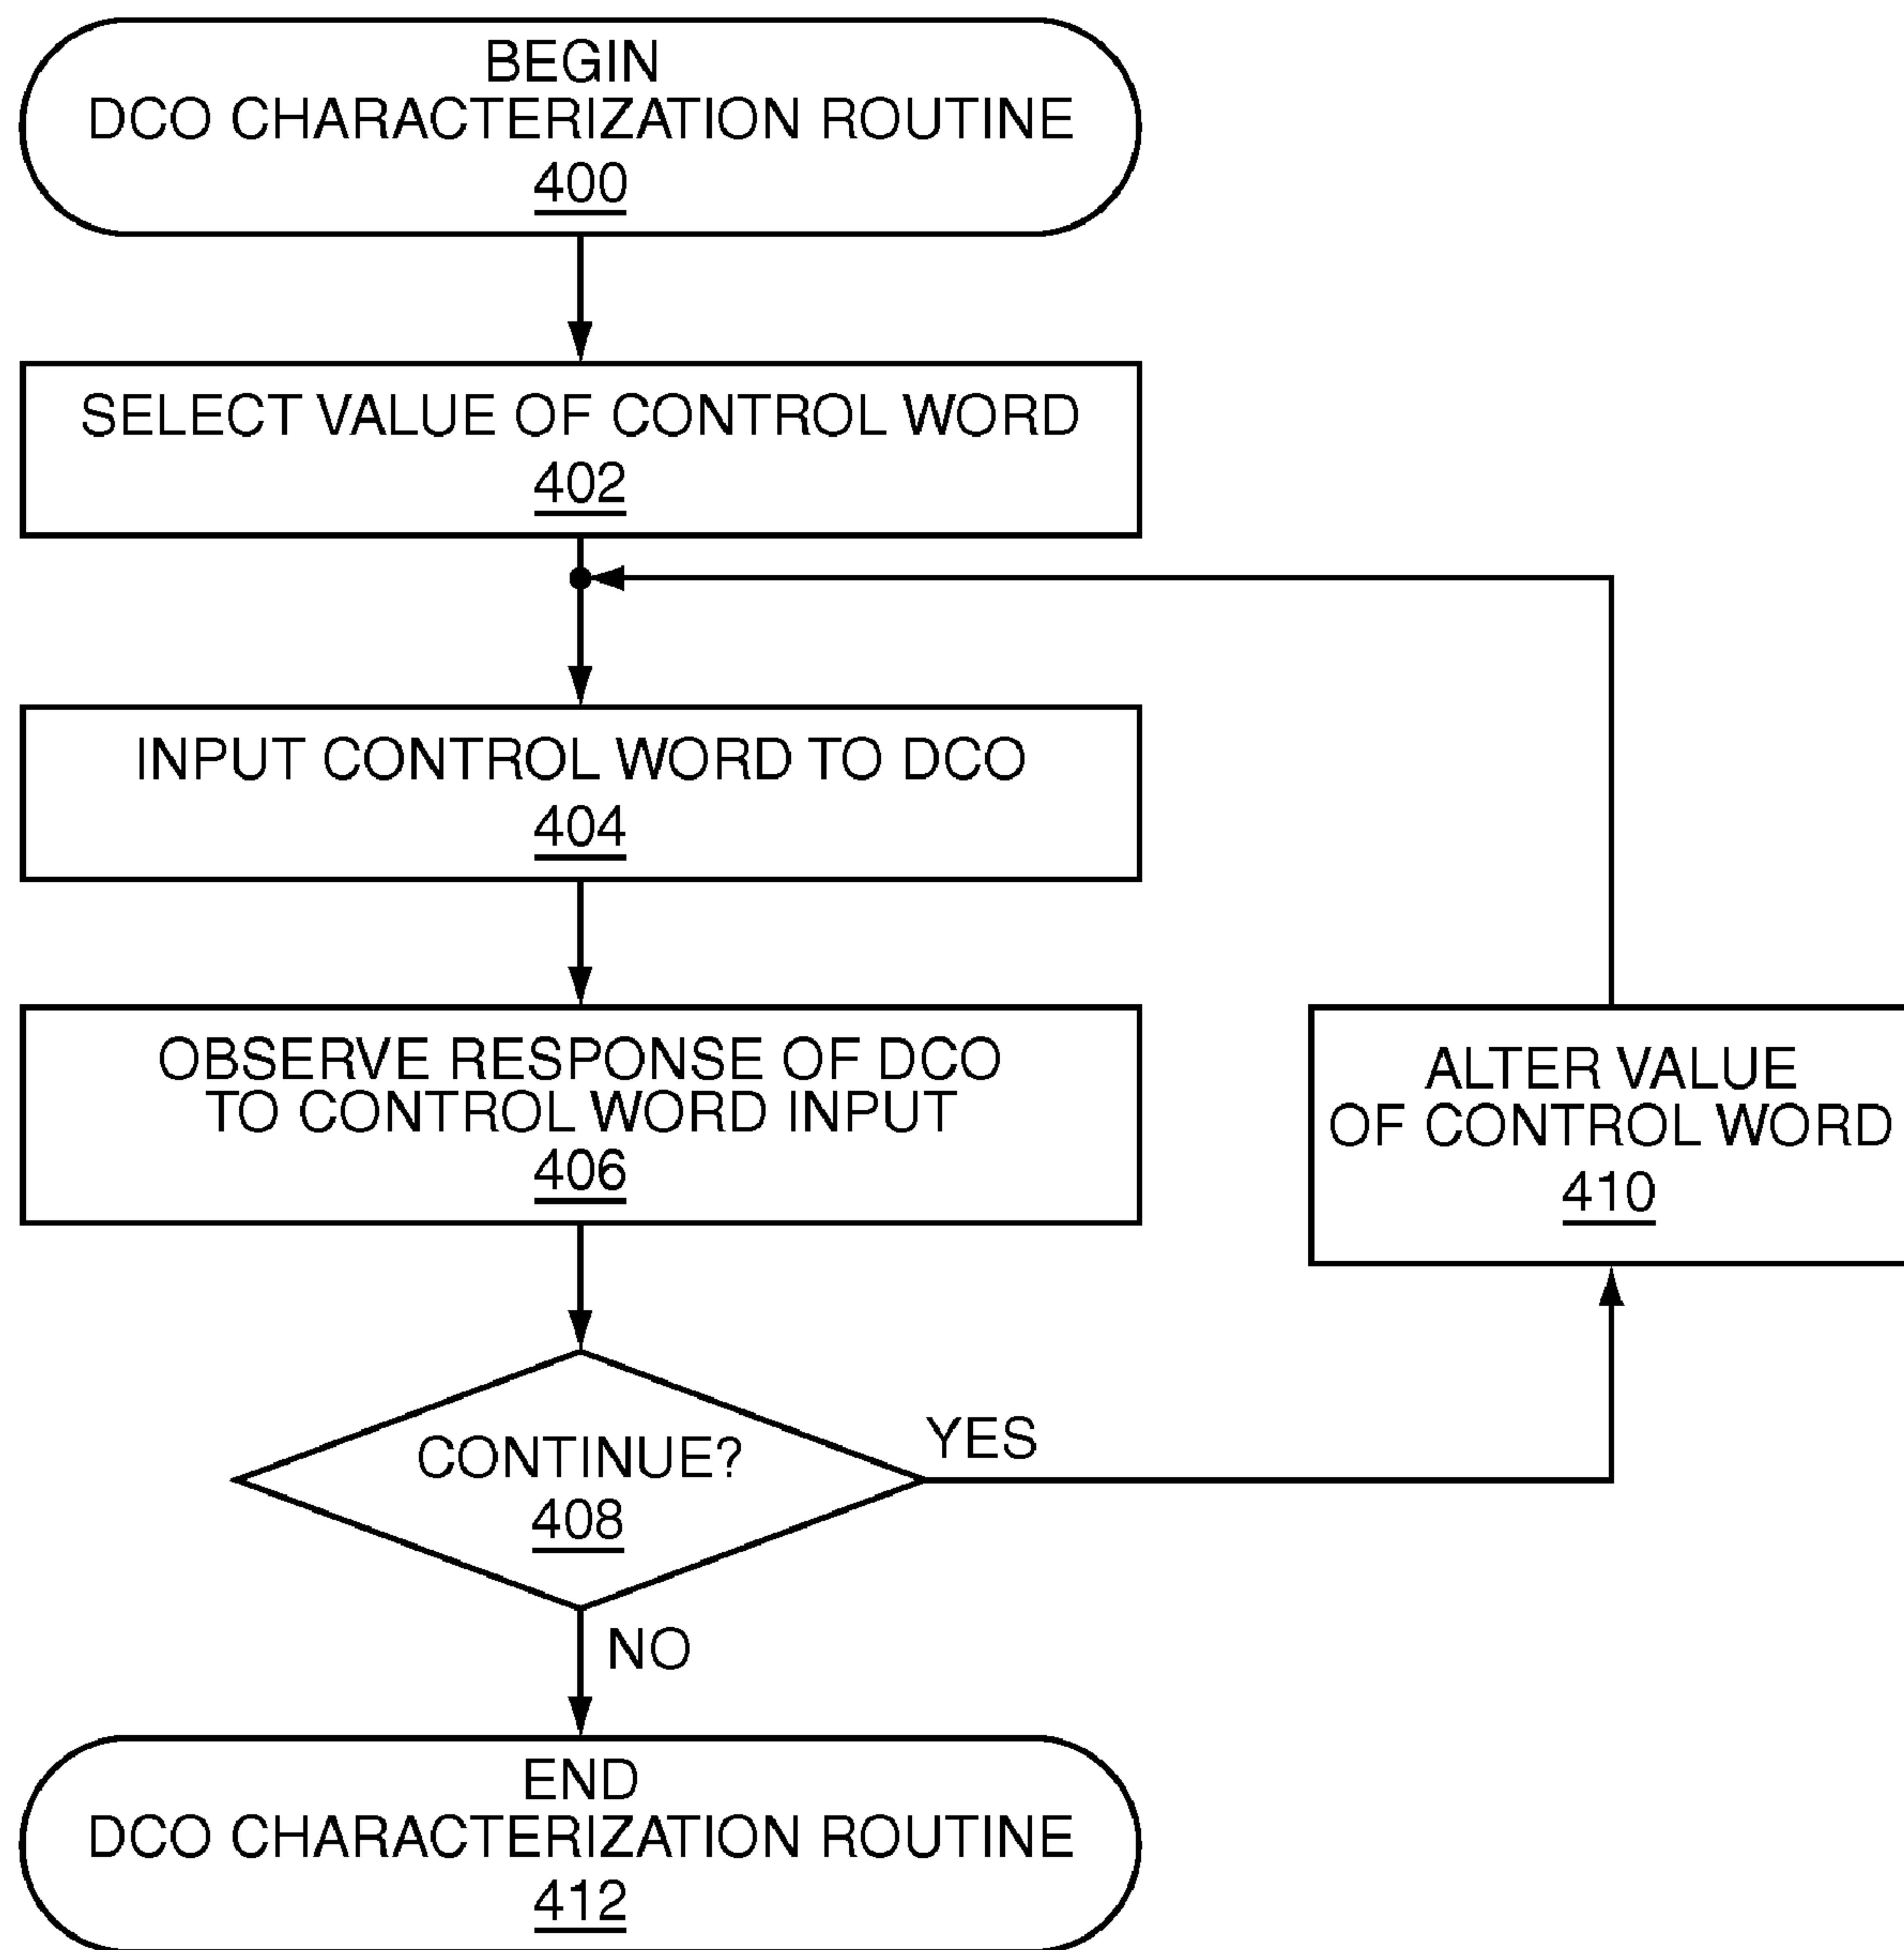 BEGIN
DCO CHARACTERIZATION ROUTINE
400
SELECT VALUE OF CONTROL WORD
402
INPUT CONTROL WORD TO DCO
404
OBSERVE RESPONSE OF DCO
TO CONTROL WORD INPUT
406
ALTER VALUE
OF CONTROL WORD
410
CONTINUE?
408
YES
NO
END
DCO CHARACTERIZATION ROUTINE
412